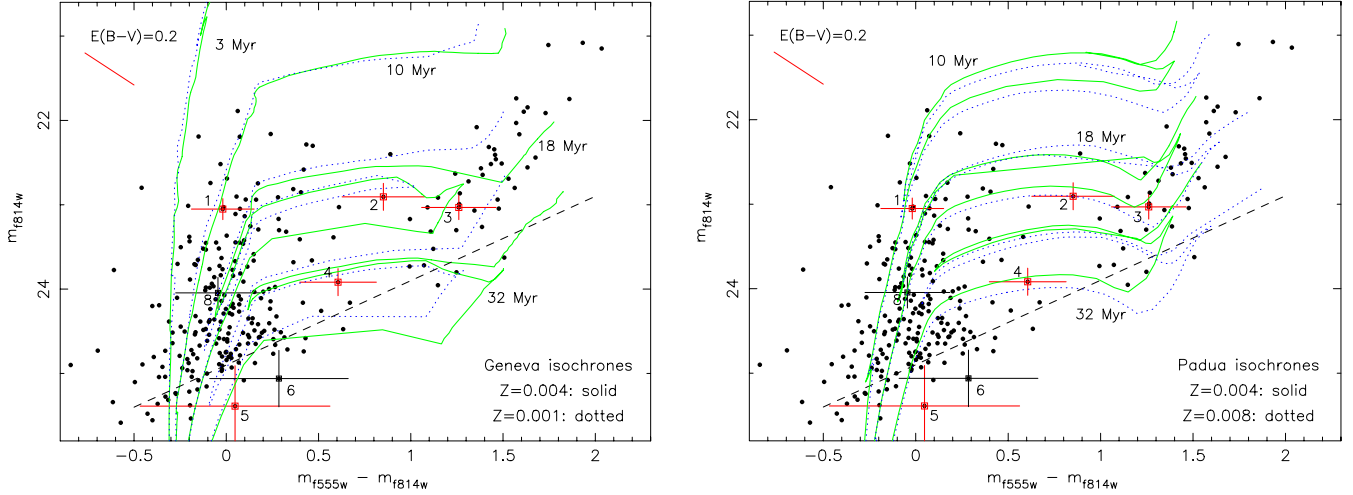 E(B−V)=0.2
3 Myr
10 Myr
18 Myr
32 Myr
1
2
3
4
5
6
8
Geneva isochrones
Z=0.004: solid
Z=0.001: dotted
22
24
m_f814w
−0.5
0
0.5
1
1.5
2
m_f555w − m_f814w
E(B−V)=0.2
10 Myr
18 Myr
32 Myr
1
2
3
4
5
6
8
Padua isochrones
Z=0.004: solid
Z=0.008: dotted
22
24
m_f814w
−0.5
0
0.5
1
1.5
2
m_f555w − m_f814w